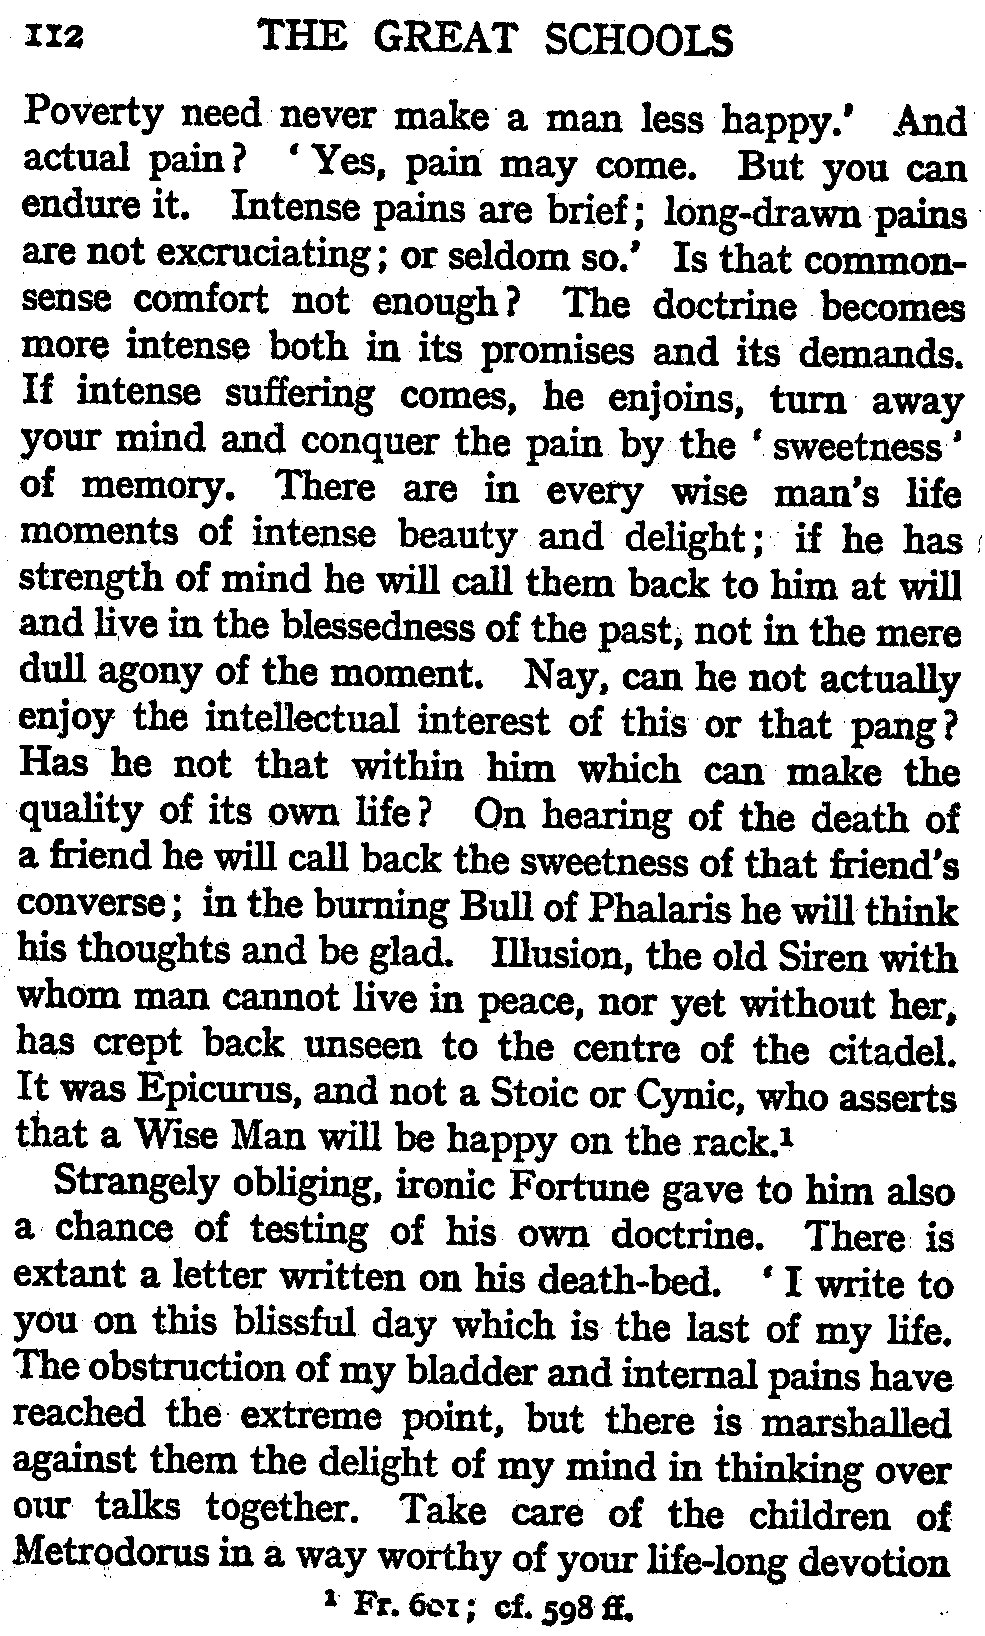 112 THE GREAT SCHOOLS
Poverty need never make a man less happy.' And
actual pain? 'Yes, pain may come. But you can
endure it. Intense pains are brief; long-drawn pains
are not excruciating; or seldom so.' Is that common-
sense comfort not enough? The doctrine becomes
more intense both in its promises and its demands.
If intense suffering comes, he enjoins, turn away
your mind and conquer the pain by the 'sweetness'
of memory. There are in every wise man's life
moments of intense beauty and delight; if he has
strength of mind he will call them back to him at will
and live in the blessedness of the past, not in the mere
dull agony of the moment. Nay, can he not actually
enjoy the intellectual interest of this or that pang?
Has he not that within him which can make the
quality of its own life? On hearing of the death of
a friend he will call back the sweetness of that friend's
converse; in the burning Bull of Phalaris he will think
his thoughts and be glad. Illusion, the old Siren with
whom man cannot live in peace, nor yet without her,
has crept back unseen to the centre of the citadel.
It was Epicurus, and not a Stoic or Cynic, who asserts
that a Wise Man will be happy on the rack.¹
Strangely obliging, ironic Fortune gave to him also
a chance of testing of his own doctrine. There is
extant a letter written on his death-bed. 'I write to
you on this blissful day which is the last of my life.
The obstruction of my bladder and internal pains have
reached the extreme point, but there is marshalled
against them the delight of my mind in thinking over
our talks together. Take care of the children of
Metrodorus in a way worthy of your life-long devotion
¹ Fr. 601; cf. 598 ff.